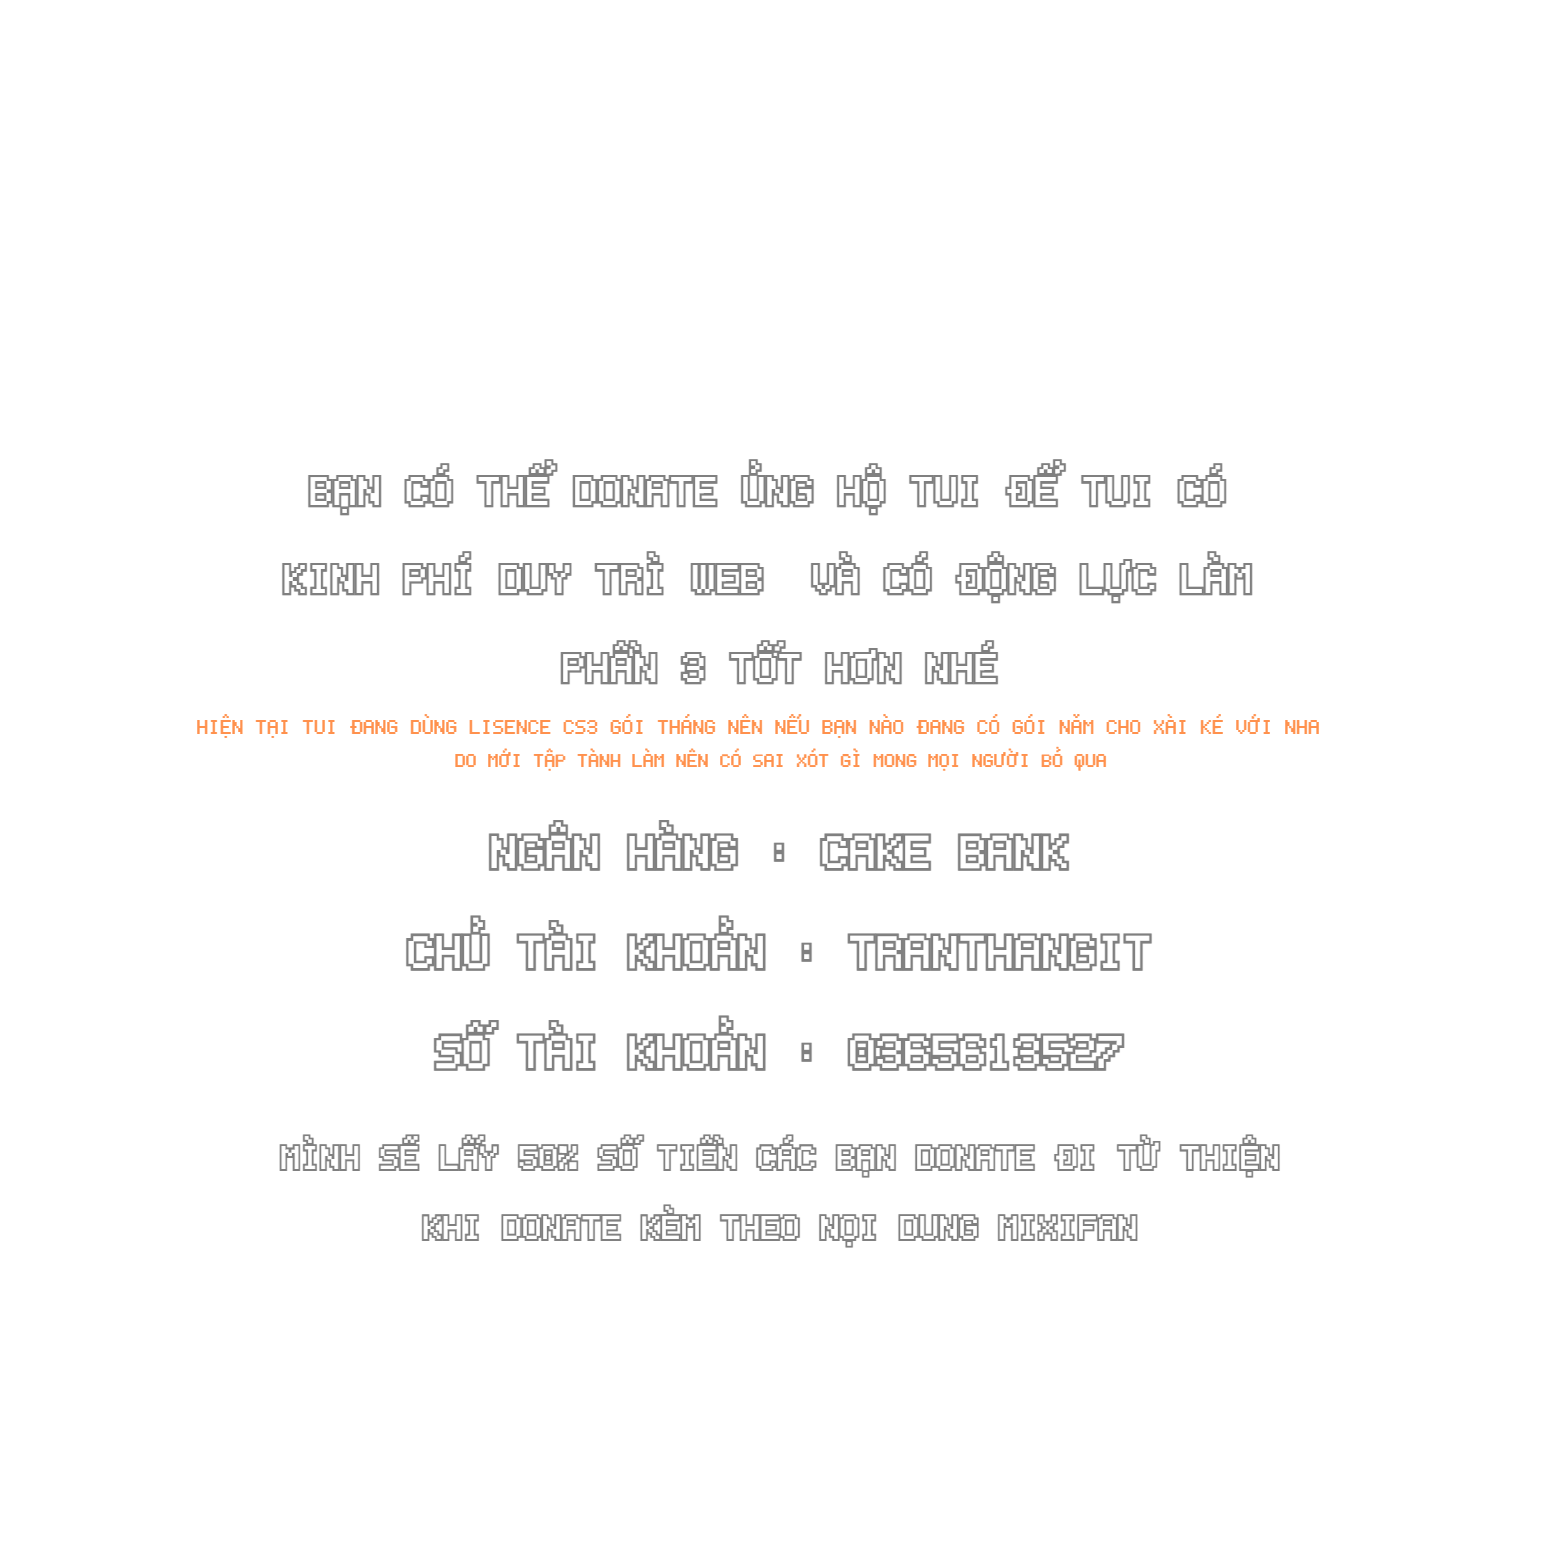 BẠN CÓ THỂ DONATE ỦNG HỘ TUI ĐỂ TUI CÓ
KINH PHÍ DUY TRÌ WEB VÀ CÓ ĐỘNG LỰC LÀM
PHẦN 3 TỐT HƠN NHÉ
HIỆN TẠI TUI ĐANG DÙNG LISENCE CS3 GÓI THÁNG NÊN NẾU BẠN NÀO ĐANG CÓ GÓI NĂM CHO XÀI KÉ VỚI NHA
DO MỚI TẬP TÀNH LÀM NÊN CÓ SAI XÓT GÌ MONG MỌI NGƯỜI BỎ QUA
NGÂN HÀNG : CAKE BANK
CHỦ TÀI KHOẢN : TRANTHANGIT
SỐ TÀI KHOẢN : 0365613527
MÌNH SẼ LẤY 50% SỐ TIỀN CÁC BẠN DONATE ĐI TỪ THIỆN
KHI DONATE KÈM THEO NỘI DUNG MIXIFAN